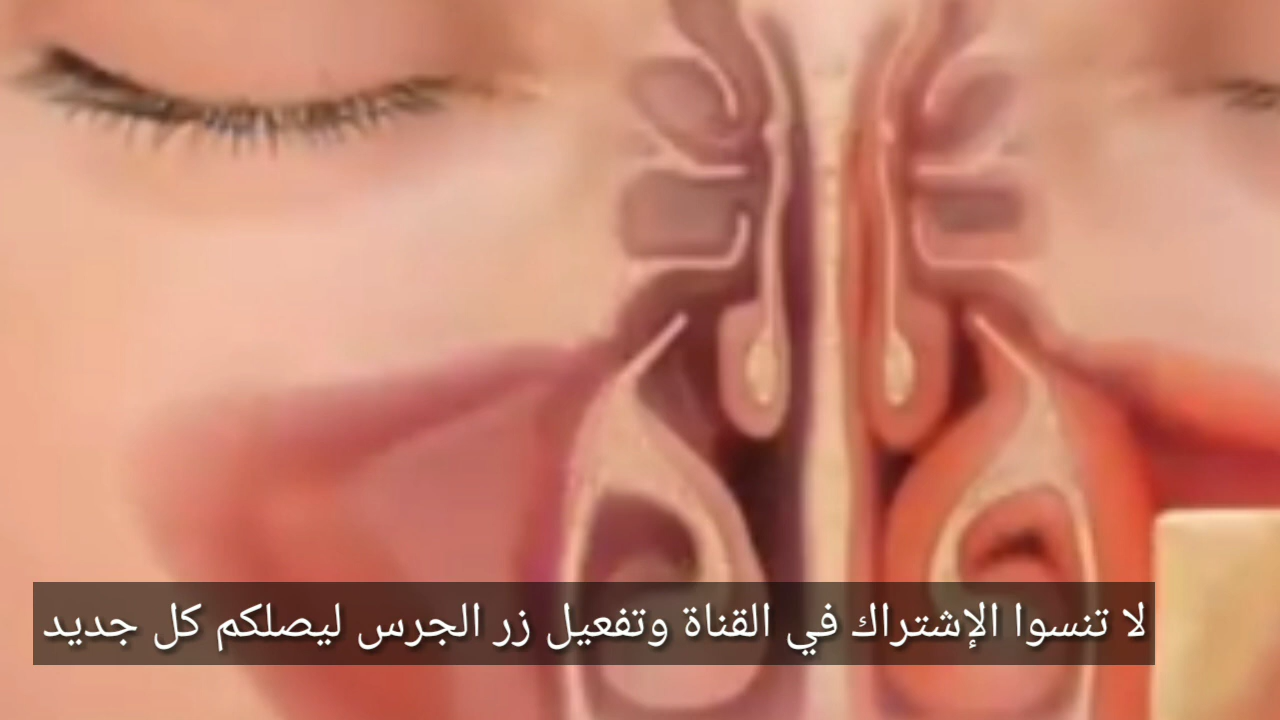 لا تنسوا الإشتراك في القناة وتفعيل زر الجرس ليصلكم كل جديد